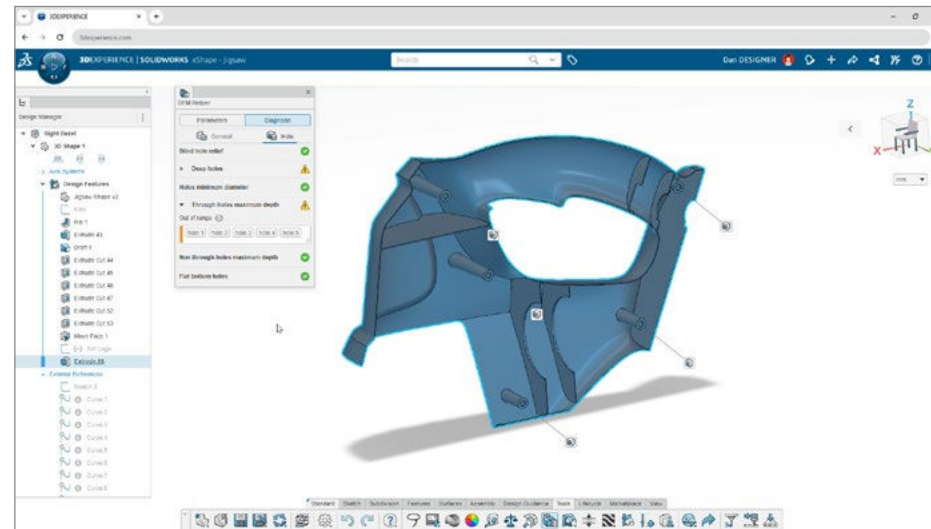 3DEXPERIENCE
3dexperience.com
3DEXPERIENCE | SOLIDWORKS xShape - Jigsaw
Search
Dan DESIGNER
Design Manager
Right Bezel
3D Shape 1
Axis Systems
Design Features
Jigsaw Shape v2
Rib.1
Extrude 43
Draft 1
Extrude Cut.44
Extrude Cut.45
Extrude Cut.46
Extrude Cut.47
Extrude Cut.52
Extrude Cut.53
Move Face.1
Extrude.55
External References
Sketch.3
Curve.1
Curve.2
Curve.3
Curve.4
Curve.5
Curve.6
Curve.7
Curve.8
DFM Helper
Parameters
Diagnose
General
Hole
Blind hole relief
Deep holes
Holes minimum diameter
Through holes maximum depth
Out of range
hole.1
hole.2
hole.3
hole.4
hole.5
Non through holes maximum depth
Flat bottom holes
Z
X
mm
Standard Sketch Subdivision Features Surfaces Assembly Design Guidance Tools Lifecycle Marketplace View